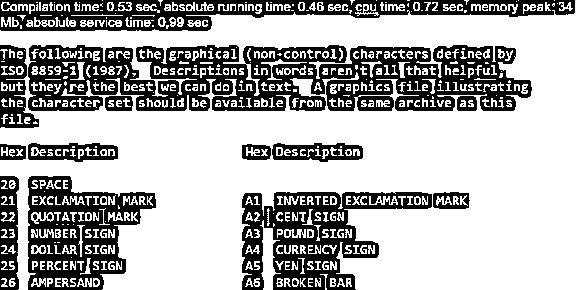 Compilation time: 0.53 sec, absolute running time: 0.46 sec, cpu time: 0.72 sec, memory peak: 34
Mb, absolute service time: 0,99 sec
The following are the graphical (non-control) characters defined by
ISO 8859-1 (1987).  Descriptions in words aren't all that helpful,
but they're the best we can do in text.  A graphics file illustrating
the character set should be available from the same archive as this
file.
Hex Description                 Hex Description
20  SPACE
21  EXCLAMATION MARK            A1  INVERTED EXCLAMATION MARK
22  QUOTATION MARK              A2  CENT SIGN
23  NUMBER SIGN                 A3  POUND SIGN
24  DOLLAR SIGN                 A4  CURRENCY SIGN
25  PERCENT SIGN                A5  YEN SIGN
26  AMPERSAND                   A6  BROKEN BAR